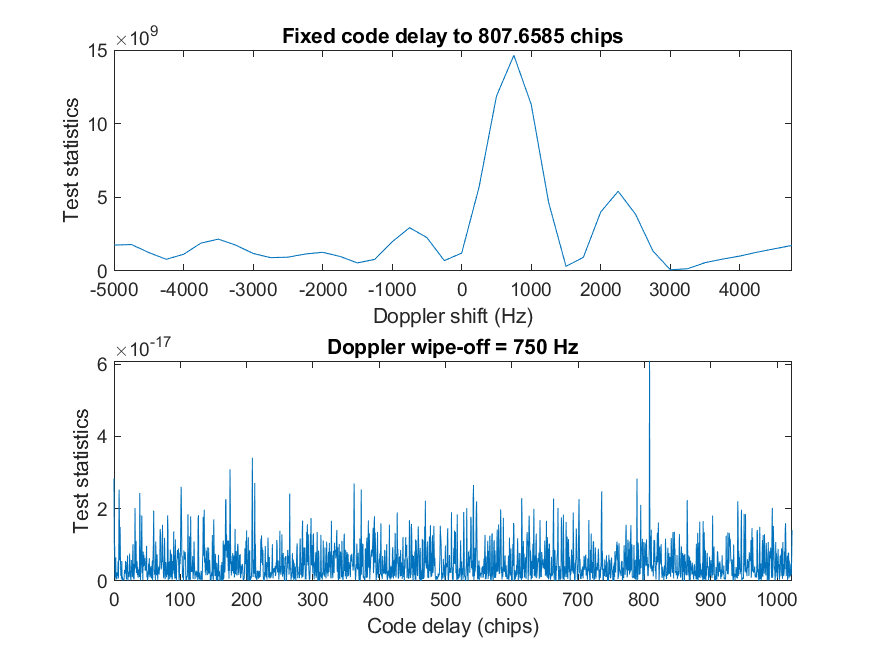 ×10^9
Fixed code delay to 807.6585 chips
15
10
5
0
Test statistics
-5000 -4000 -3000 -2000 -1000 0 1000 2000 3000 4000
Doppler shift (Hz)
×10^-17
Doppler wipe-off = 750 Hz
6
4
2
0
Test statistics
0 100 200 300 400 500 600 700 800 900 1000
Code delay (chips)